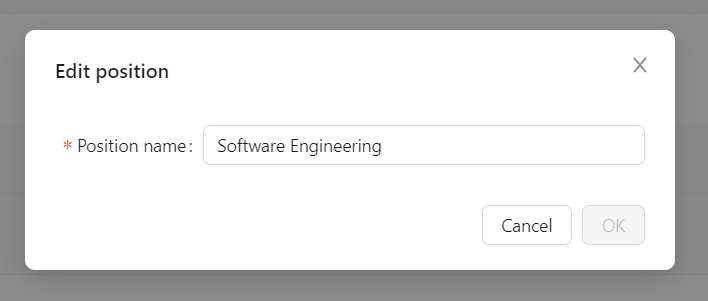 Edit position
* Position name: Software Engineering
Cancel OK